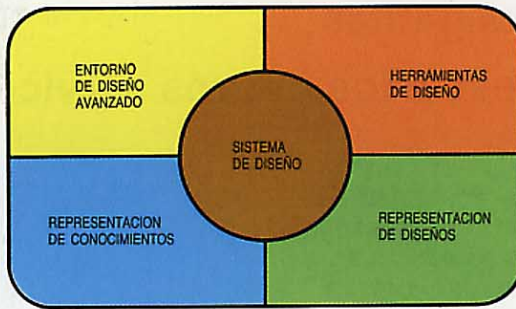 ENTORNO
DE DISEÑO
AVANZADO
HERRAMIENTAS
DE DISEÑO
SISTEMA
DE DISEÑO
REPRESENTACION
DE CONOCIMIENTOS
REPRESENTACION
DE DISEÑOS